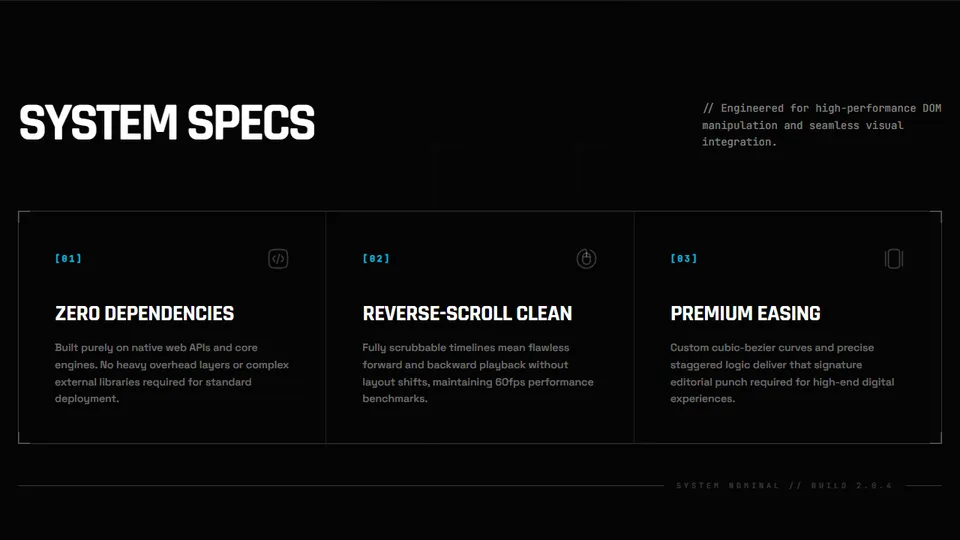 SYSTEM SPECS
// Engineered for high-performance DOM
manipulation and seamless visual
integration.
[01]
ZERO DEPENDENCIES
Built purely on native web APIs and core
engines. No heavy overhead layers or complex
external libraries required for standard
deployment.
[02]
REVERSE-SCROLL CLEAN
Fully scrubbable timelines mean flawless
forward and backward playback without
layout shifts, maintaining 60fps performance
benchmarks.
[03]
PREMIUM EASING
Custom cubic-bezier curves and precise
staggered logic deliver that signature
editorial punch required for high-end digital
experiences.
SYSTEM NOMINAL // BUILD 2.0.4